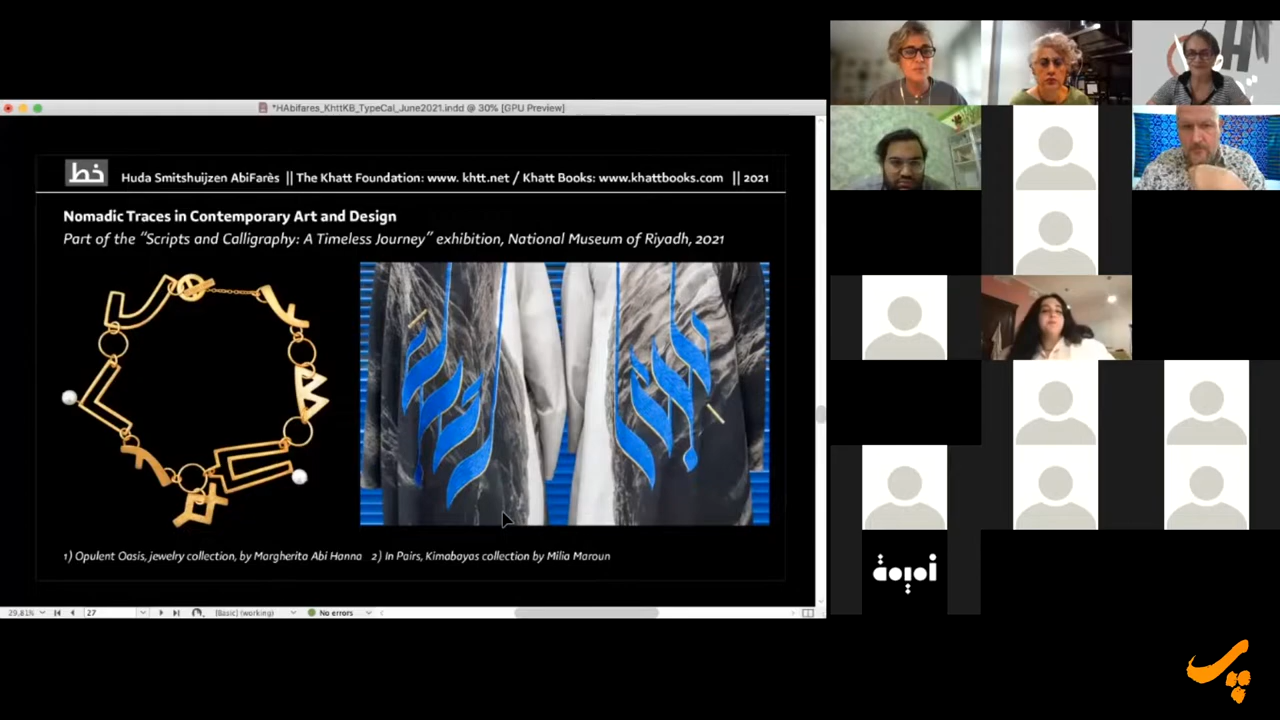 *HAbifares_KhttKB_TypeCal_June2021.indd @ 30% [GPU Preview]
خط
Huda Smitshuijzen AbiFarès || The Khatt Foundation: www. khtt.net / Khatt Books: www.khattbooks.com || 2021
Nomadic Traces in Contemporary Art and Design
Part of the “Scripts and Calligraphy: A Timeless Journey” exhibition, National Museum of Riyadh, 2021
1) Opulent Oasis, jewelry collection, by Margherita Abi Hanna 2) In Pairs, Kimabayas collection by Milia Maroun
29,81%
27
[Basic] (working)
No errors